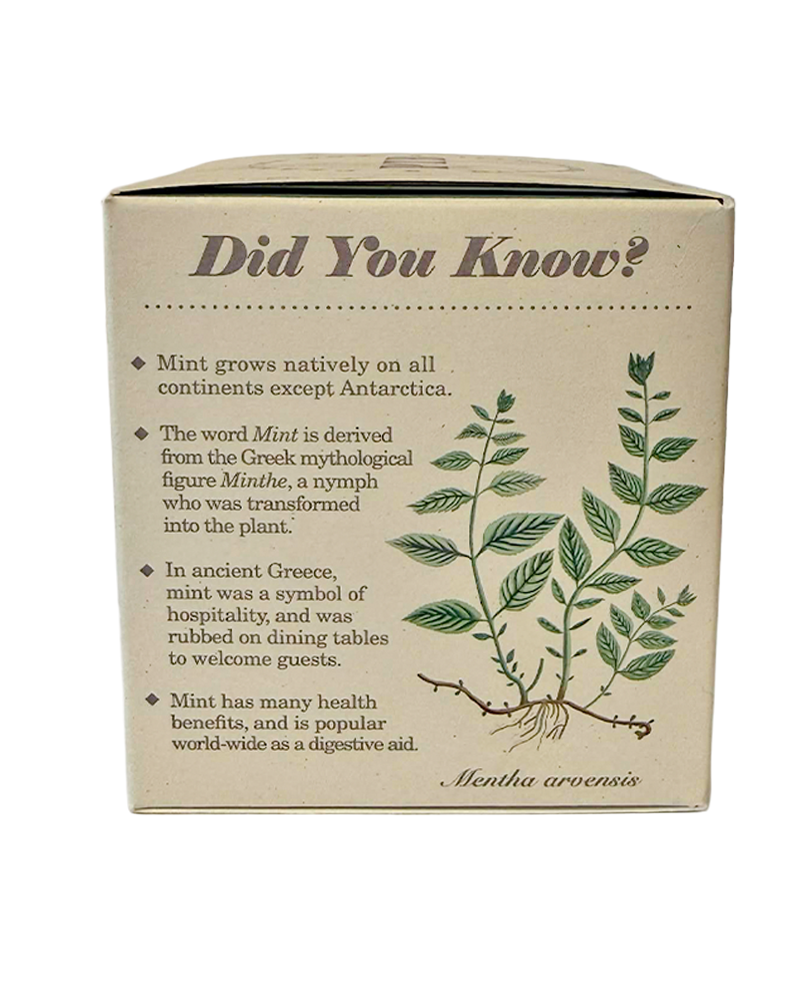 Did You Know?
◆ Mint grows natively on all
continents except Antarctica.
◆ The word Mint is derived
from the Greek mythological
figure Minthe, a nymph
who was transformed
into the plant.
◆ In ancient Greece,
mint was a symbol of
hospitality, and was
rubbed on dining tables
to welcome guests.
◆ Mint has many health
benefits, and is popular
world-wide as a digestive aid.
Mentha arvensis